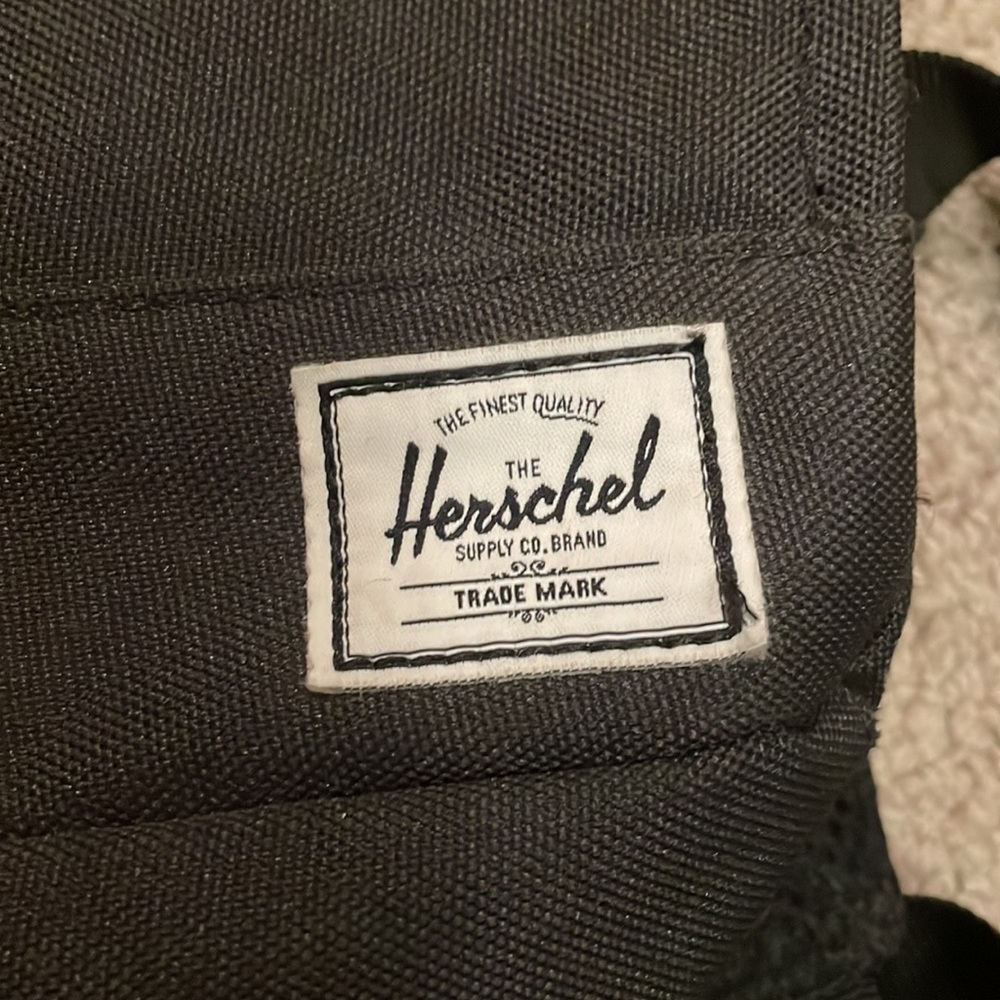 THE FINEST QUALITY
THE
Herschel
SUPPLY CO. BRAND
TRADE MARK